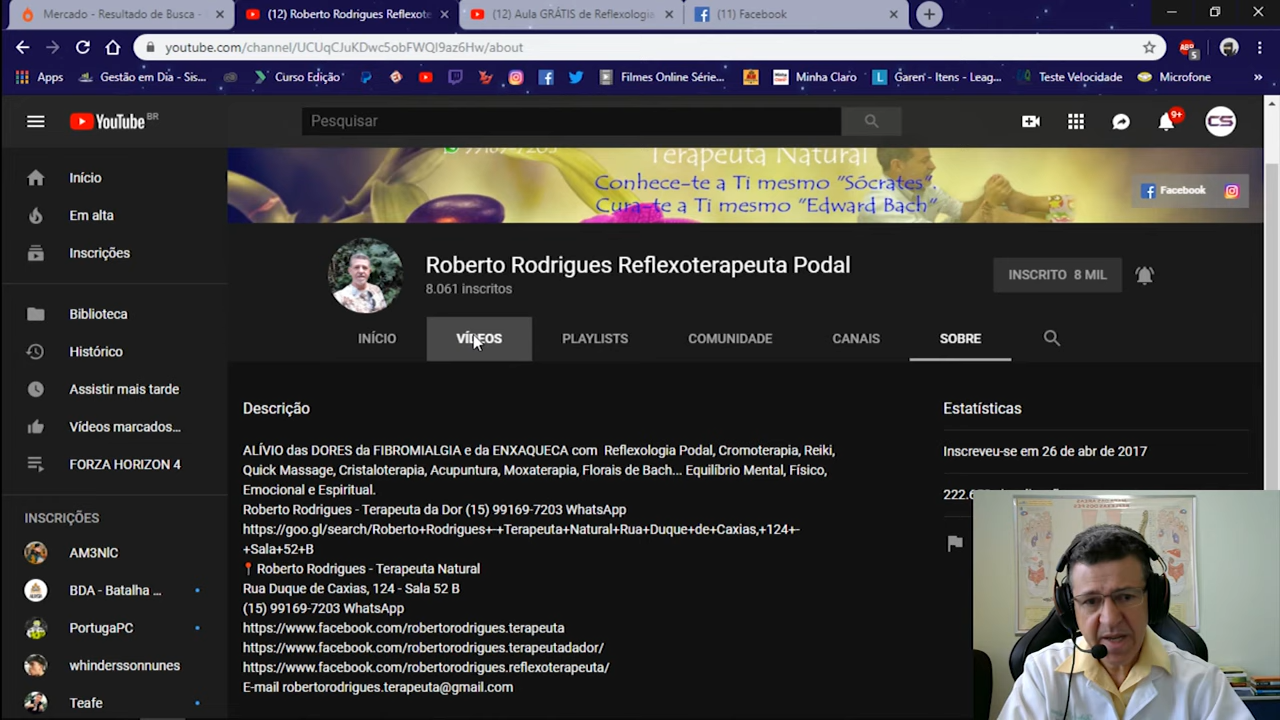 Mercado - Resultado de Busca -
(12) Roberto Rodrigues Reflexote
(12) Aula GRÁTIS de Reflexologia
(11) Facebook
youtube.com/channel/UCUqCJuKDwc5obFWQI9az6Hw/about
Apps
Gestão em Dia - Sis...
Curso Edição
Filmes Online Série...
Minha Claro
Garen - Itens - Leag...
Teste Velocidade
Microfone
YouTube BR
Pesquisar
9+
CS
Início
Em alta
Inscrições
Biblioteca
Histórico
Assistir mais tarde
Vídeos marcados...
FORZA HORIZON 4
INSCRIÇÕES
AM3NIC
BDA - Batalha ...
PortugaPC
whinderssonnunes
Teafe
99169-7203
Terapeuta Natural
Conhece-te a Ti mesmo "Sócrates".
Cura-te a Ti mesmo "Edward Bach"
Facebook
Roberto Rodrigues Reflexoterapeuta Podal
8.061 inscritos
INSCRITO 8 MIL
INÍCIO
VÍDEOS
PLAYLISTS
COMUNIDADE
CANAIS
SOBRE
Descrição
ALÍVIO das DORES da FIBROMIALGIA e da ENXAQUECA com Reflexologia Podal, Cromoterapia, Reiki,
Quick Massage, Cristaloterapia, Acupuntura, Moxaterapia, Florais de Bach... Equilíbrio Mental, Físico,
Emocional e Espiritual.
Roberto Rodrigues - Terapeuta da Dor (15) 99169-7203 WhatsApp
https://goo.gl/search/Roberto+Rodrigues+-+Terapeuta+Natural+Rua+Duque+de+Caxias,+124+-
+Sala+52+B
Roberto Rodrigues - Terapeuta Natural
Rua Duque de Caxias, 124 - Sala 52 B
(15) 99169-7203 WhatsApp
https://www.facebook.com/robertorodrigues.terapeuta
https://www.facebook.com/robertorodrigues.terapeutadador/
https://www.facebook.com/robertorodrigues.reflexoterapeuta/
E-mail robertorodrigues.terapeuta@gmail.com
Estatísticas
Inscreveu-se em 26 de abr de 2017